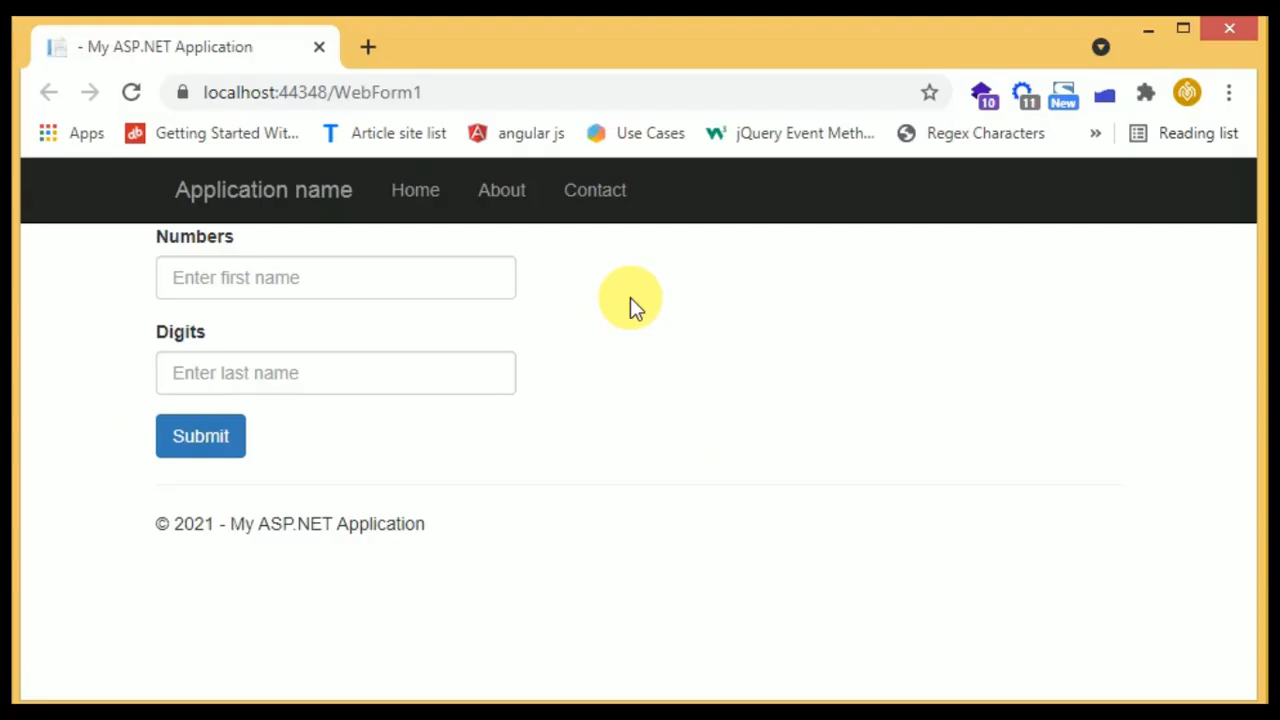 - My ASP.NET Application
localhost:44348/WebForm1
10
11
New
Apps
Getting Started Wit...
Article site list
angular js
Use Cases
jQuery Event Meth...
Regex Characters
»
Reading list
Application name
Home
About
Contact
Numbers
Enter first name
Digits
Enter last name
Submit
© 2021 - My ASP.NET Application